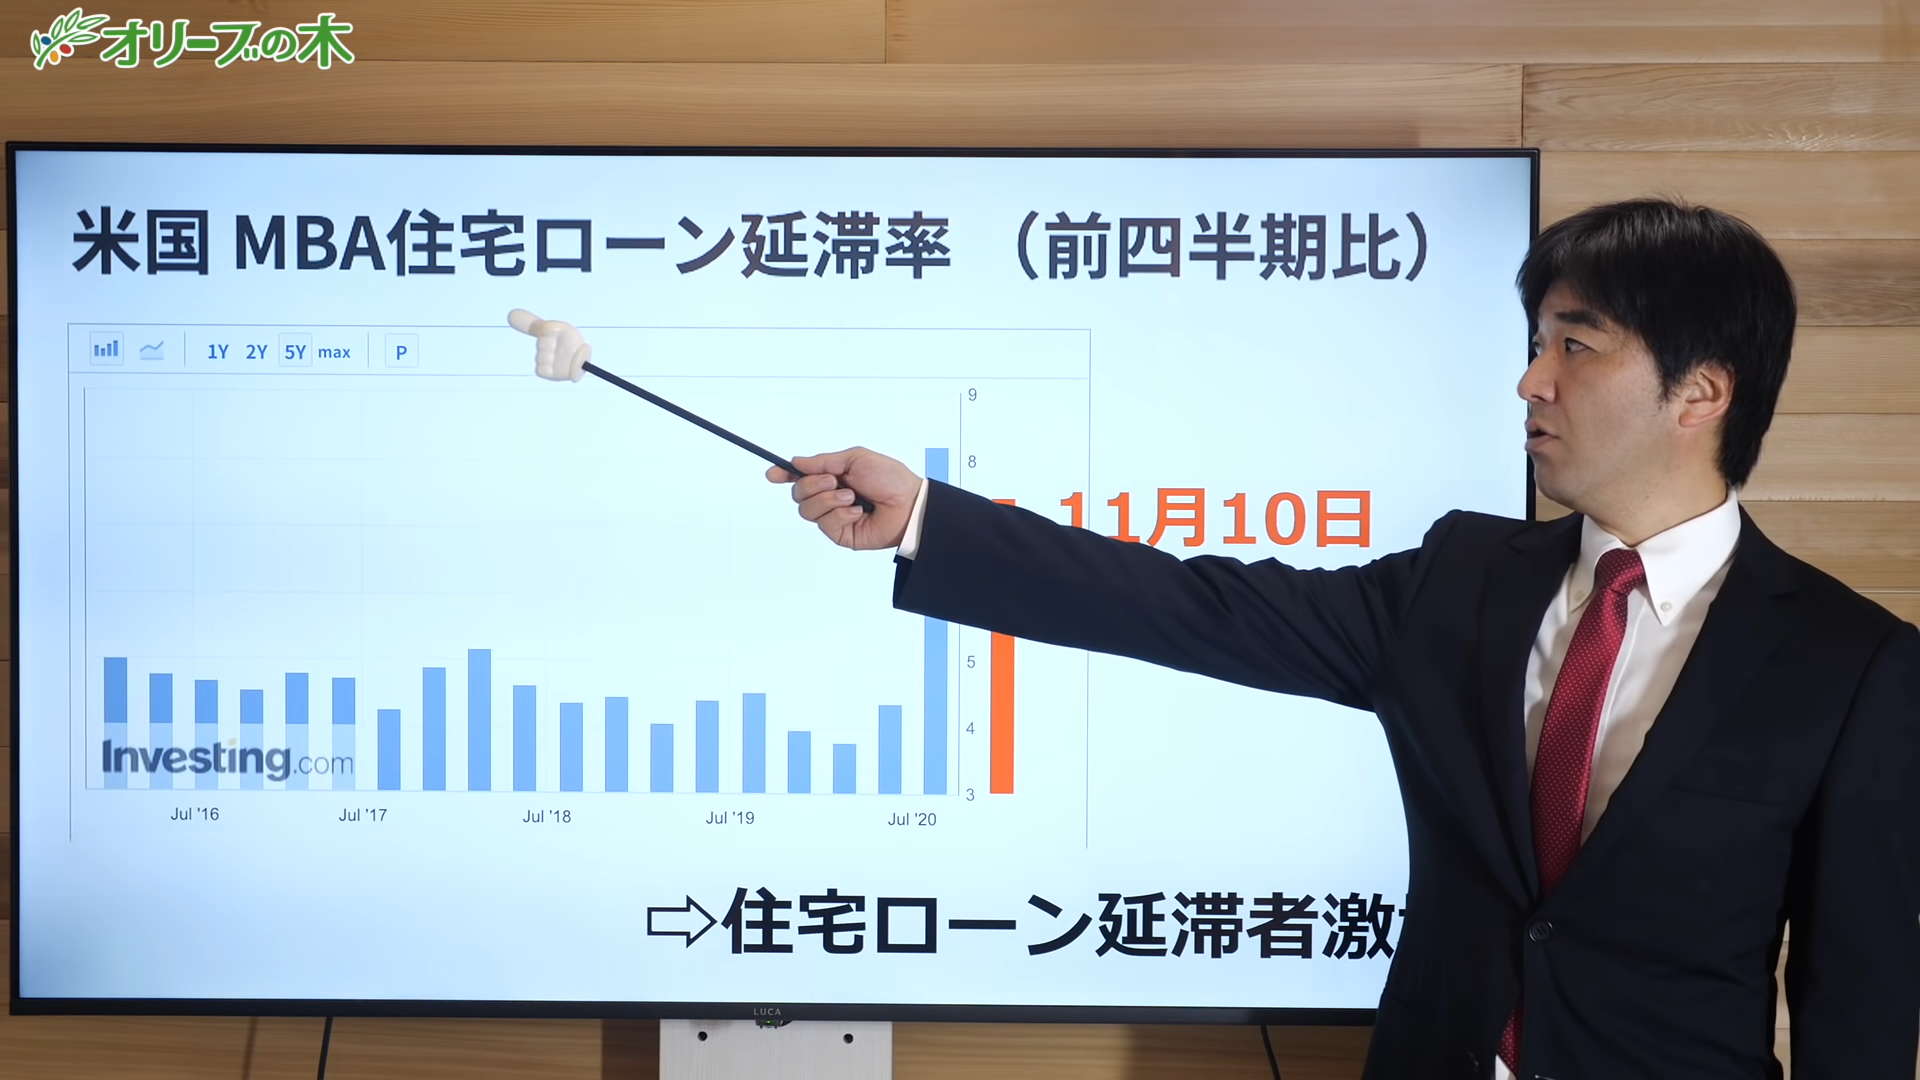 オリーブの木
米国 MBA住宅ローン延滞率 （前四半期比）
1Y 2Y 5Y max P
9
8
11月10日
5
4
3
Investing.com
Jul '16 Jul '17 Jul '18 Jul '19 Jul '20
⇨住宅ローン延滞者激
LUCA